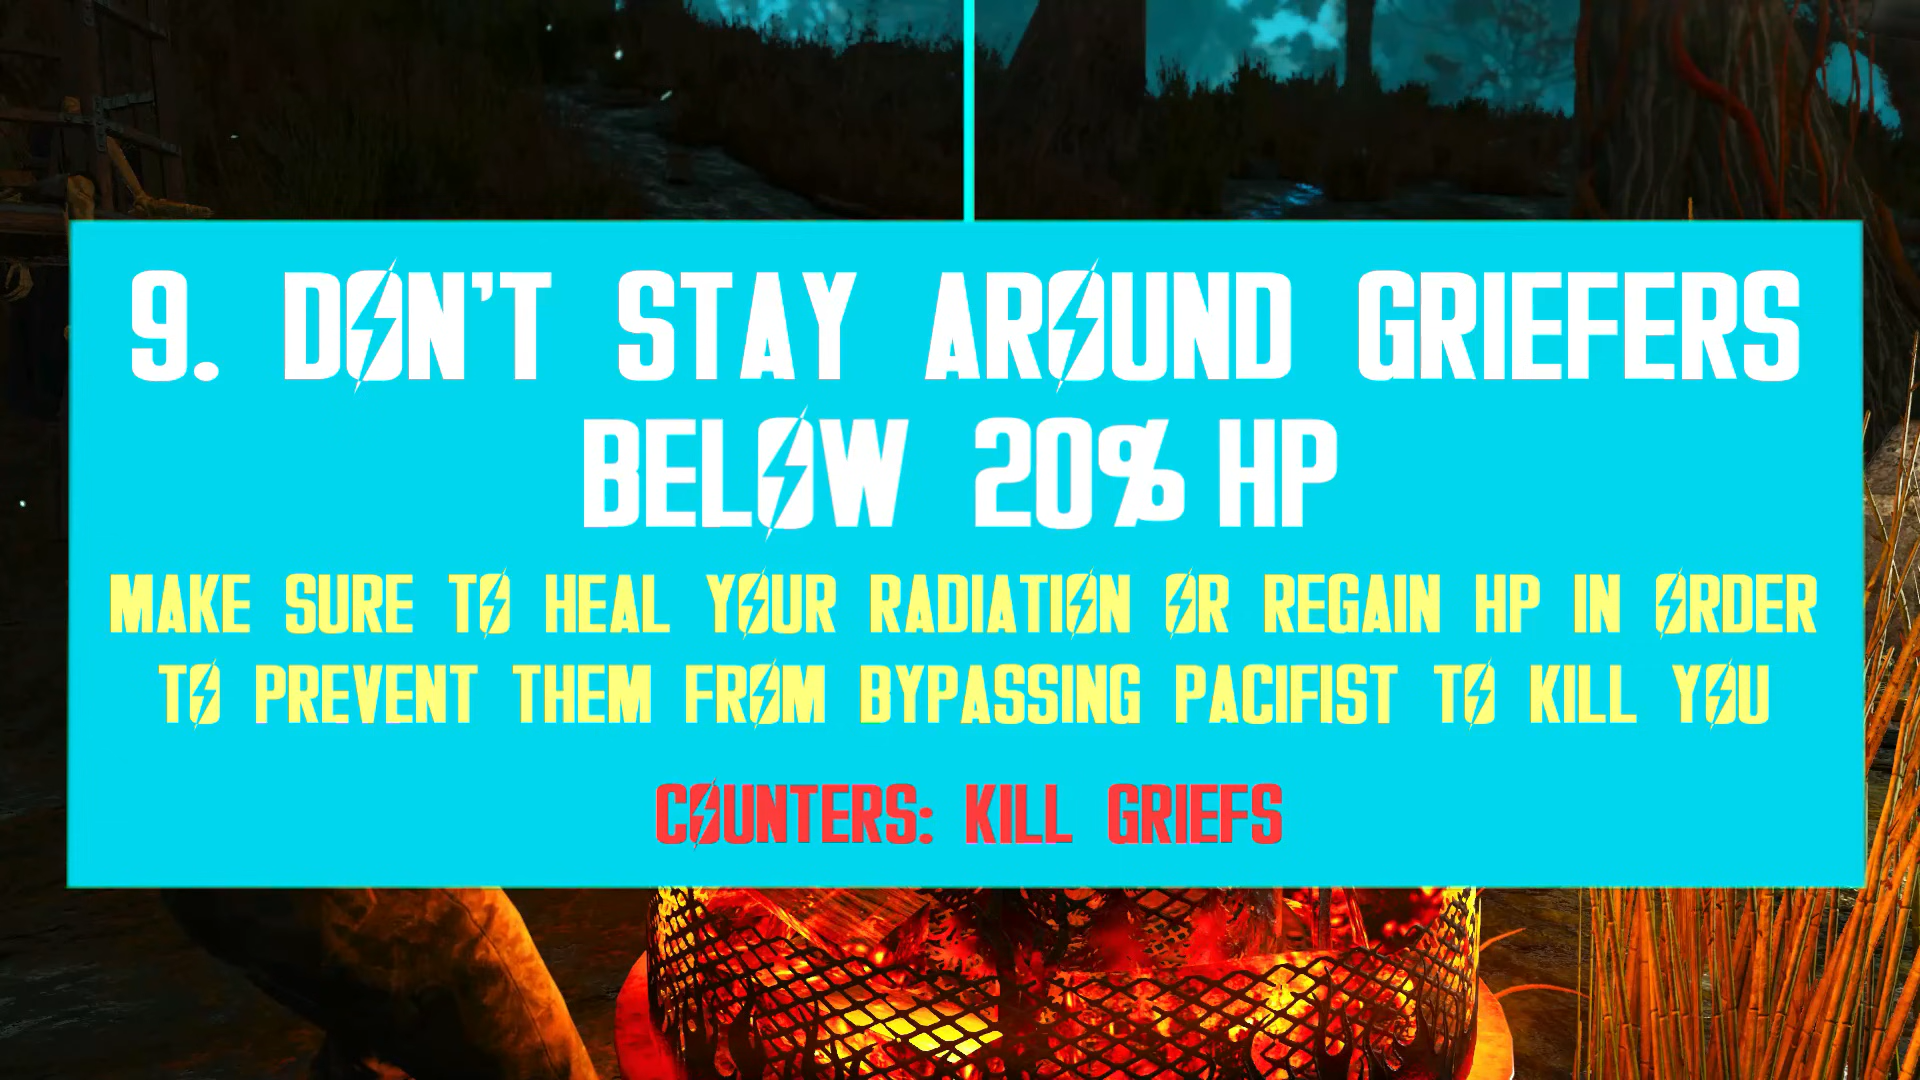 9. DON'T STAY AROUND GRIEFERS
BELOW 20% HP
MAKE SURE TO HEAL YOUR RADIATION OR REGAIN HP IN ORDER
TO PREVENT THEM FROM BYPASSING PACIFIST TO KILL YOU
COUNTERS: KILL GRIEFS